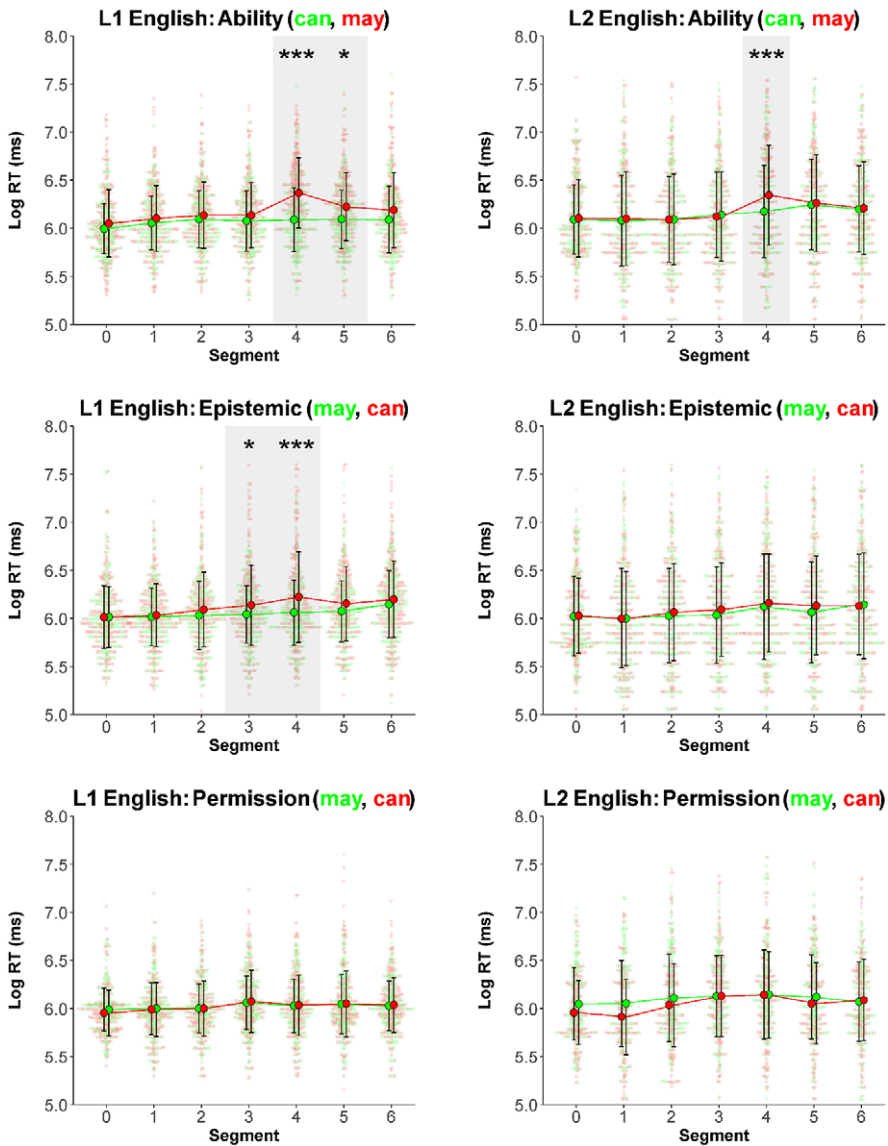 L1 English: Ability (can, may)
*** *
8.0
7.5
7.0
6.5
6.0
5.5
5.0
Log RT (ms)
0 1 2 3 4 5 6
Segment
L2 English: Ability (can, may)
***
8.0
7.5
7.0
6.5
6.0
5.5
5.0
Log RT (ms)
0 1 2 3 4 5 6
Segment
L1 English: Epistemic (may, can)
* ***
8.0
7.5
7.0
6.5
6.0
5.5
5.0
Log RT (ms)
0 1 2 3 4 5 6
Segment
L2 English: Epistemic (may, can)
8.0
7.5
7.0
6.5
6.0
5.5
5.0
Log RT (ms)
0 1 2 3 4 5 6
Segment
L1 English: Permission (may, can)
8.0
7.5
7.0
6.5
6.0
5.5
5.0
Log RT (ms)
0 1 2 3 4 5 6
Segment
L2 English: Permission (may, can)
8.0
7.5
7.0
6.5
6.0
5.5
5.0
Log RT (ms)
0 1 2 3 4 5 6
Segment